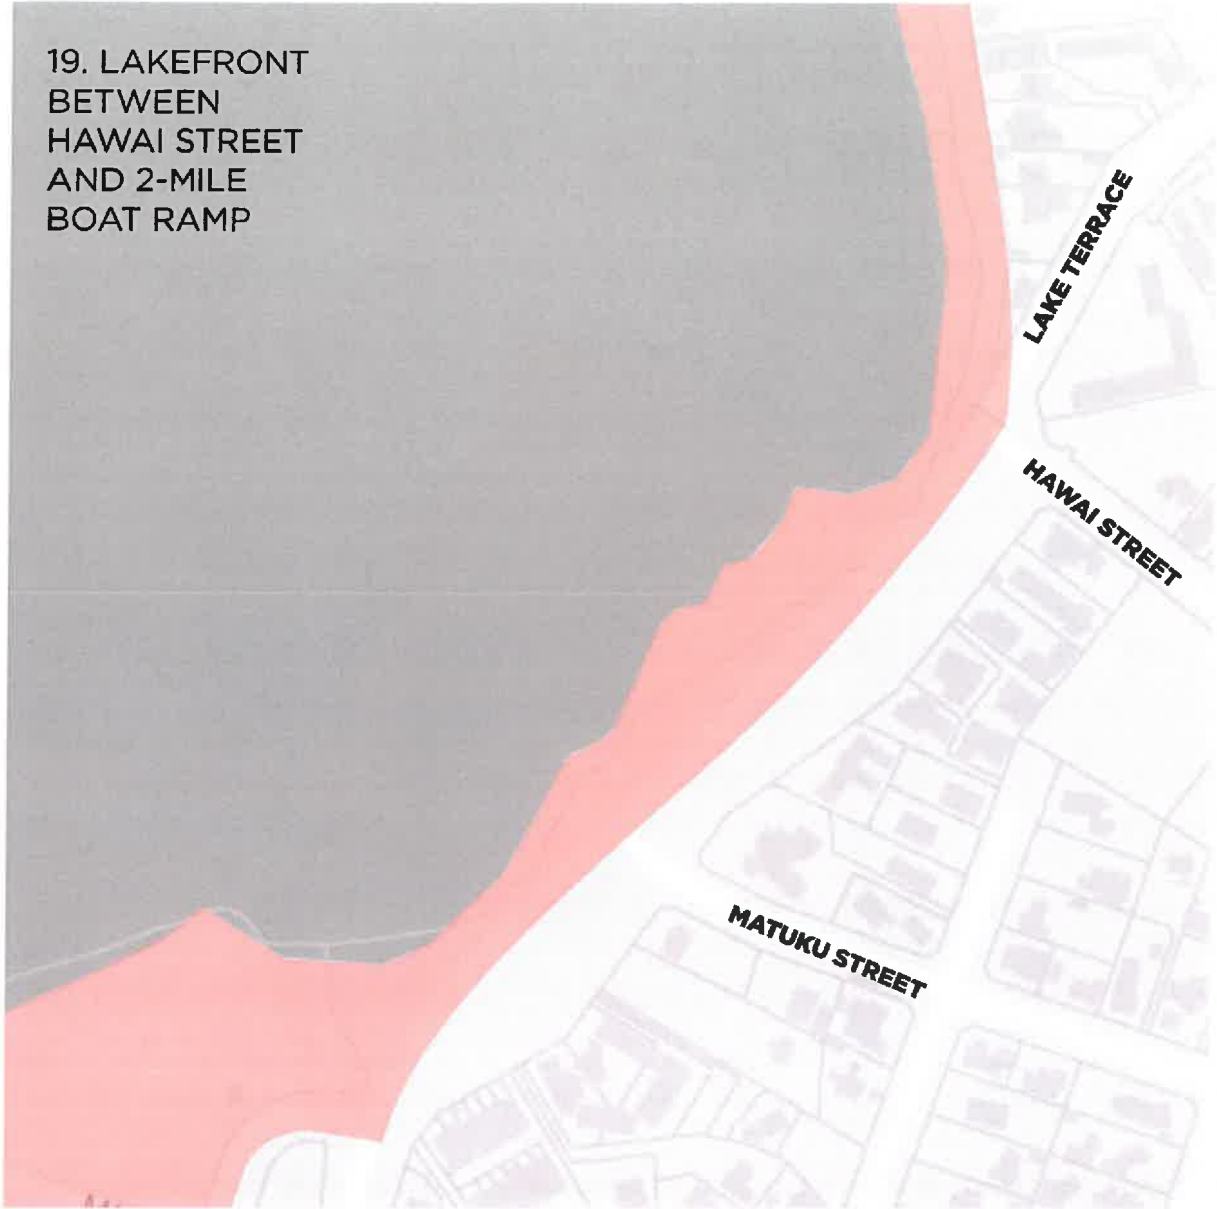 19. LAKEFRONT
BETWEEN
HAWAI STREET
AND 2-MILE
BOAT RAMP
LAKE TERRACE
HAWAI STREET
MATUKU STREET